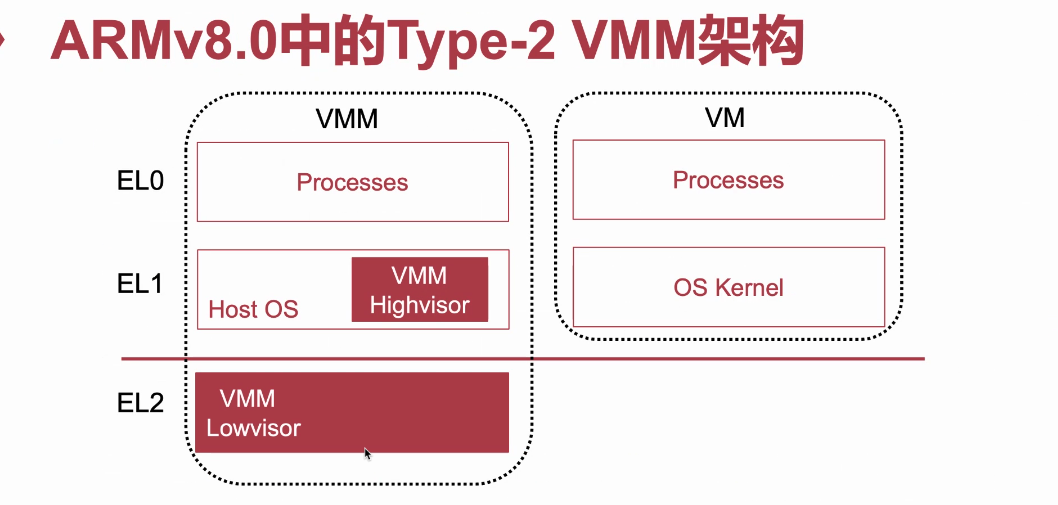 ARMv8.0中的Type-2 VMM架构
VMM
VM
EL0
Processes
Processes
EL1
Host OS
VMM
Highvisor
OS Kernel
EL2
VMM
Lowvisor